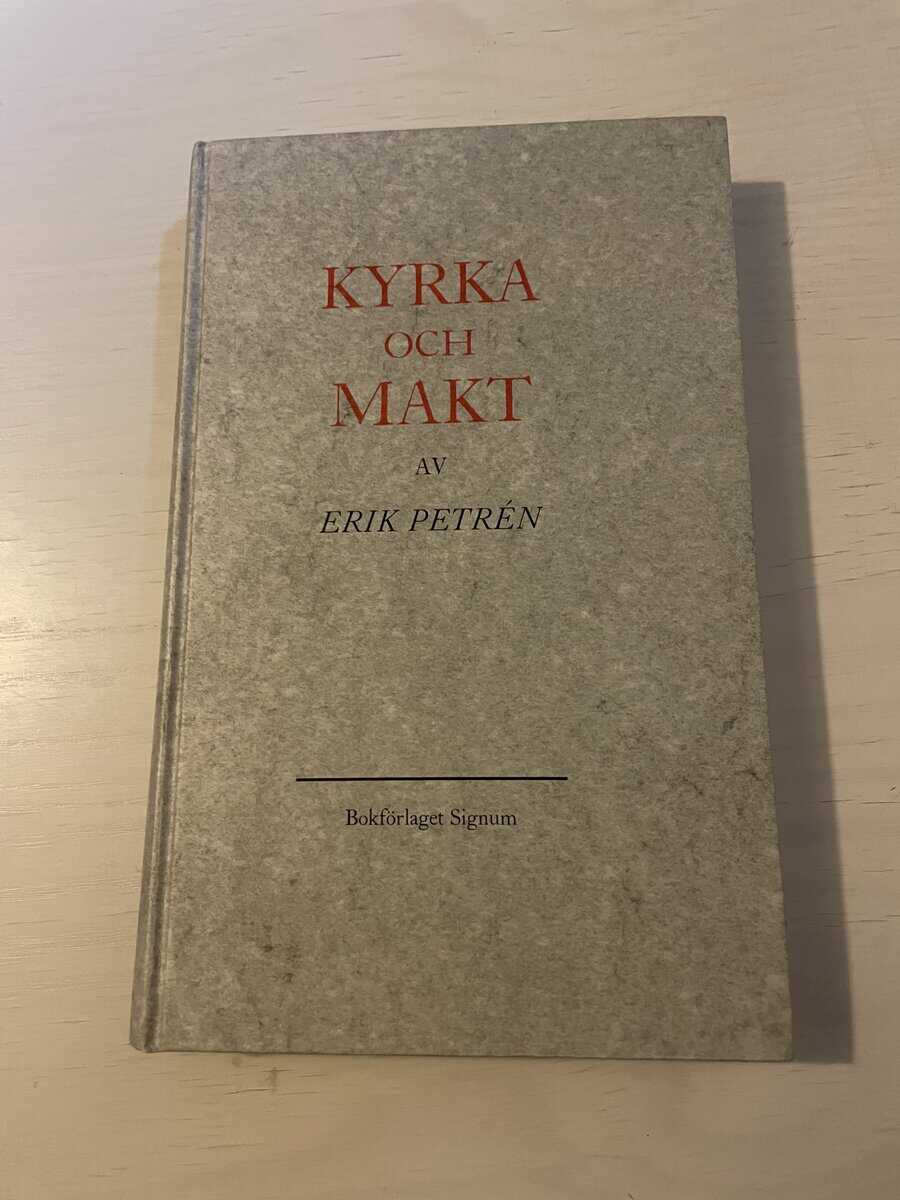 KYRKA
OCH
MAKT
AV
ERIK PETRÉN
Bokförlaget Signum